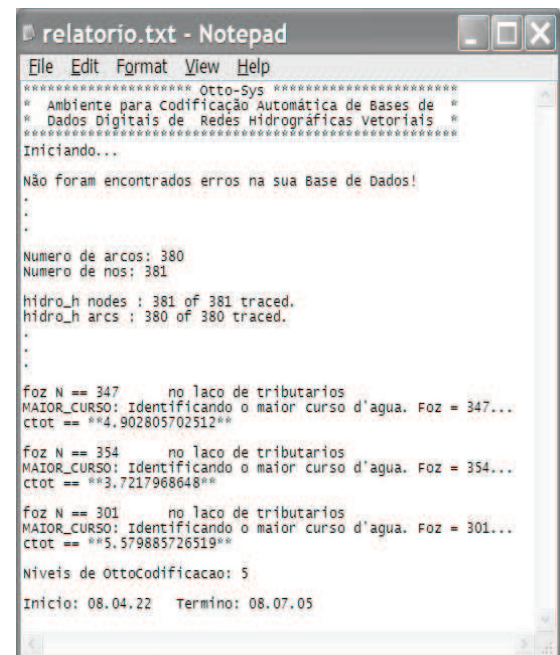 relatorio.txt - Notepad
File Edit Format View Help
********************* Otto-Sys ***********************
* Ambiente para Codificação Automática de Bases de *
* Dados Digitais de Redes Hidrográficas Vetoriais *
******************************************************
Iniciando...
Não foram encontrados erros na sua Base de Dados!
.
.
.
Numero de arcos: 380
Numero de nos: 381
hidro_h nodes : 381 of 381 traced.
hidro_h arcs : 380 of 380 traced.
.
.
.
foz N == 347 no laco de tributarios
MAIOR_CURSO: Identificando o maior curso d'agua. Foz = 347...
ctot == **4.902805702512**
foz N == 354 no laco de tributarios
MAIOR_CURSO: Identificando o maior curso d'agua. Foz = 354...
ctot == **3.7217968648**
foz N == 301 no laco de tributarios
MAIOR_CURSO: Identificando o maior curso d'agua. Foz = 301...
ctot == **5.579885726519**
Niveis de OttoCodificacao: 5
Inicio: 08.04.22 Termino: 08.07.05